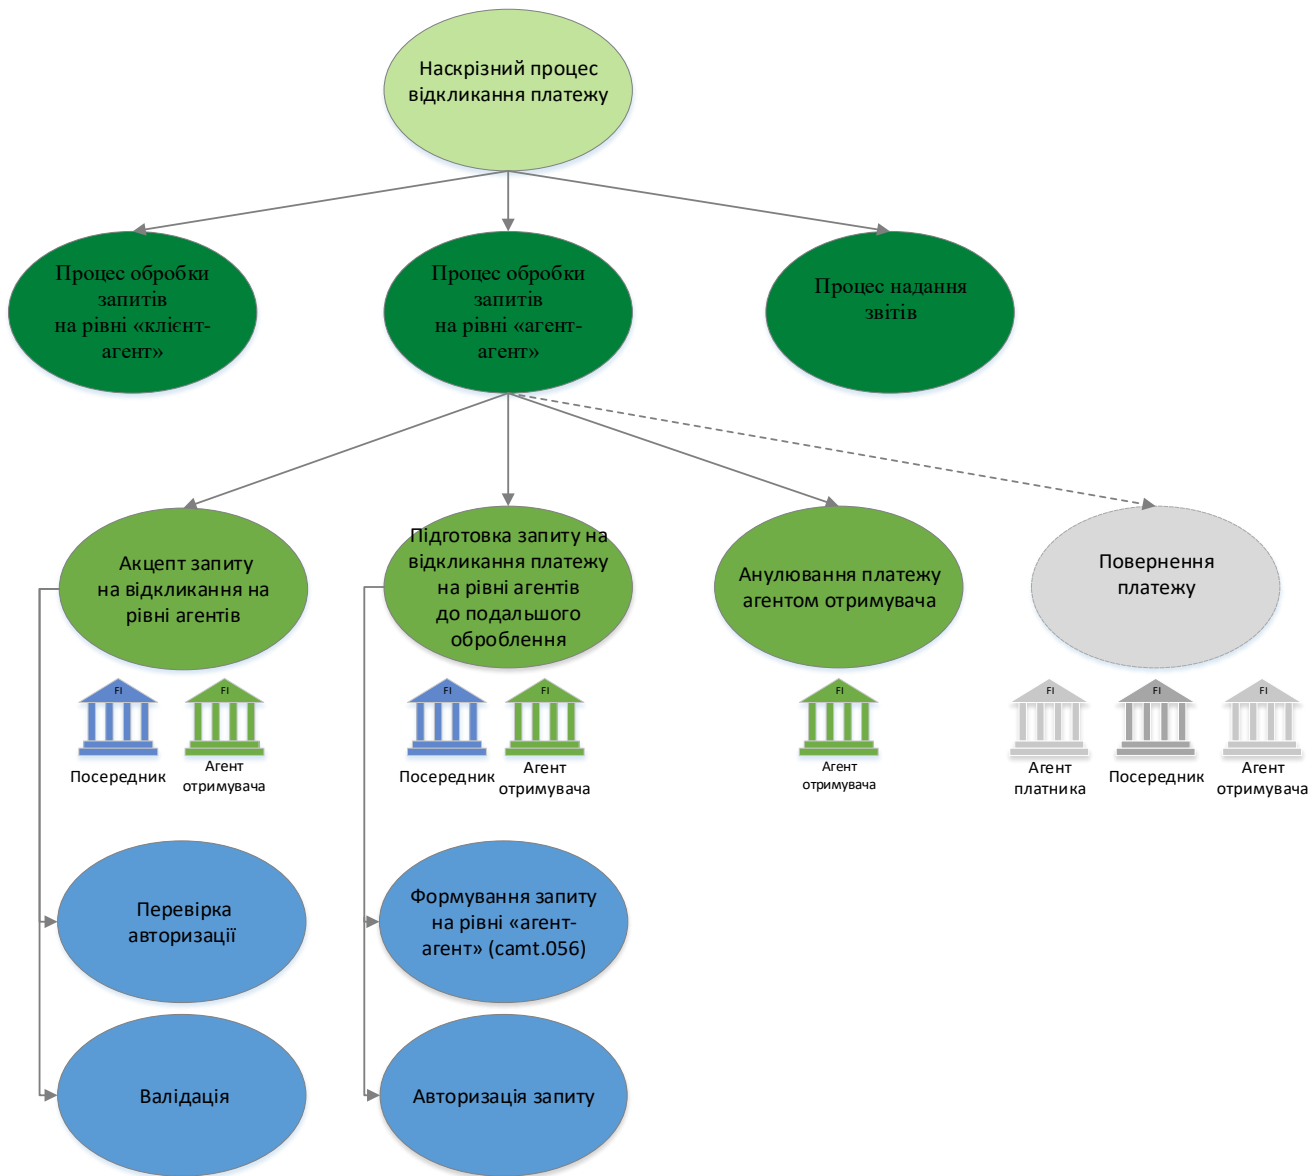 Наскрізний процес
відкликання платежу
Процес обробки
запитів
на рівні «клієнт-
агент»
Процес обробки
запитів
на рівні «агент-
агент»
Процес надання
звітів
Акцепт запиту
на відкликання на
рівні агентів
Підготовка запиту на
відкликання платежу
на рівні агентів
до подальшого
оброблення
Анулювання платежу
агентом отримувача
Повернення
платежу
FI
Посередник
FI
Агент
отримувача
FI
Посередник
FI
Агент
отримувача
FI
Агент
отримувача
FI
Агент
платника
FI
Посередник
FI
Агент
отримувача
Перевірка
авторизації
Формування запиту
на рівні «агент-
агент» (camt.056)
Валідація
Авторизація запиту